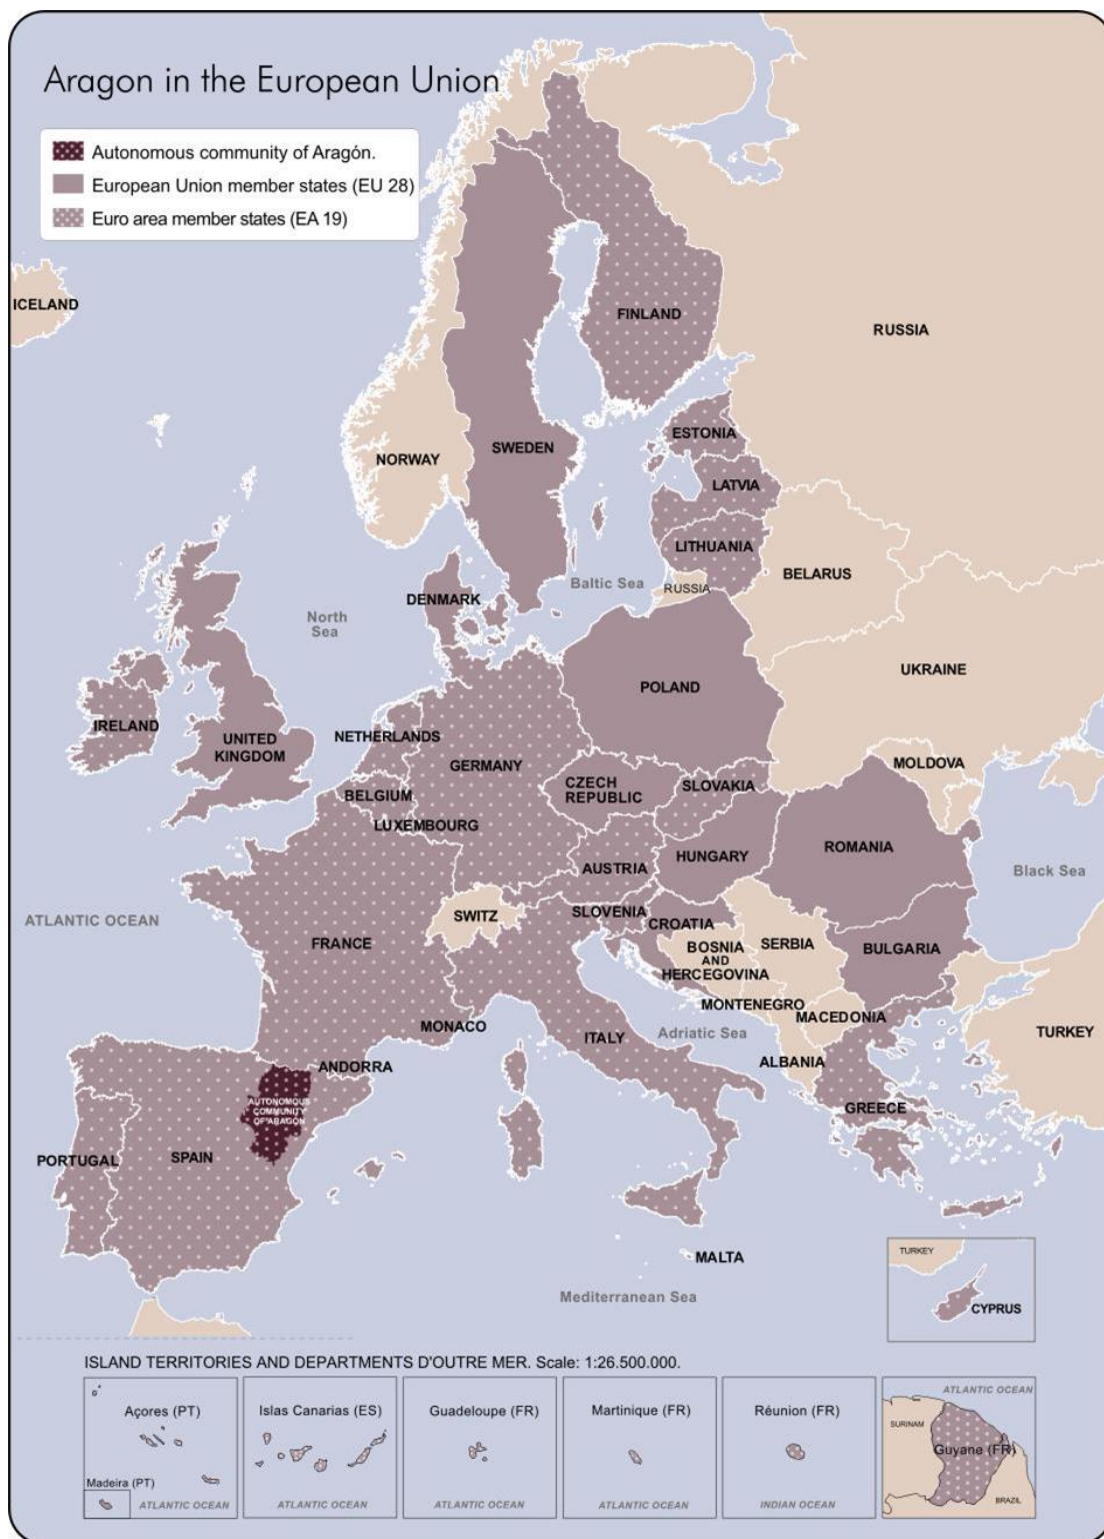 Aragon in the European Union
Autonomous community of Aragón.
European Union member states (EU 28)
Euro area member states (EA 19)
ICELAND
FINLAND
RUSSIA
ESTONIA
SWEDEN
NORWAY
LATVIA
LITHUANIA
BELARUS
Baltic Sea
RUSSIA
DENMARK
North
Sea
UKRAINE
POLAND
IRELAND
NETHERLANDS
UNITED
KINGDOM
GERMANY
MOLDOVA
CZECH
REPUBLIC
SLOVAKIA
BELGIUM
LUXEMBOURG
ROMANIA
HUNGARY
AUSTRIA
Black Sea
SLOVENIA
SWITZ
ATLANTIC OCEAN
CROATIA
FRANCE
SERBIA
BOSNIA
AND
HERCEGOVINA
BULGARIA
MONTENEGRO
MACEDONIA
MONACO
Adriatic Sea
ITALY
TURKEY
ALBANIA
ANDORRA
AUTONOMOUS
COMMUNITY
OF ARAGON
GREECE
PORTUGAL
SPAIN
MALTA
TURKEY
Mediterranean Sea
CYPRUS
ISLAND TERRITORIES AND DEPARTMENTS D'OUTRE MER. Scale: 1:26.500.000.
Açores (PT)
Madeira (PT)
ATLANTIC OCEAN
Islas Canarias (ES)
ATLANTIC OCEAN
Guadeloupe (FR)
ATLANTIC OCEAN
Martinique (FR)
ATLANTIC OCEAN
Réunion (FR)
INDIAN OCEAN
ATLANTIC OCEAN
SURINAM
Guyane (FR)
BRAZIL